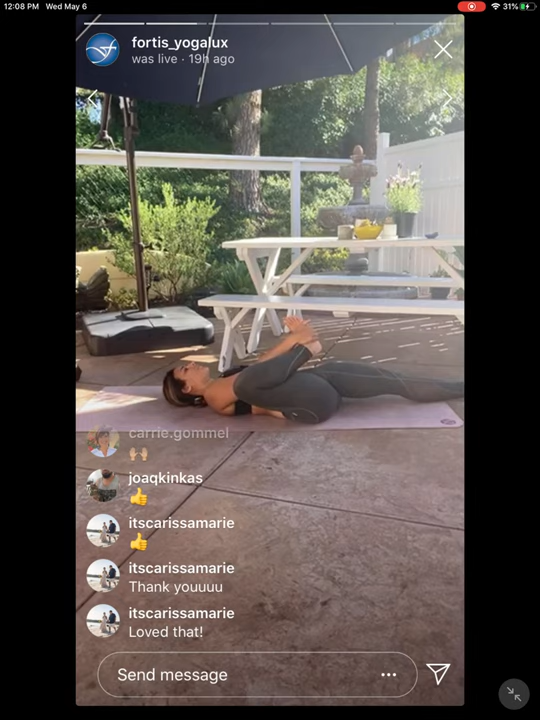 12:08 PM Wed May 6
31%
fortis_yogalux
was live · 19h ago
carrie.gommel
🙌🏼
joaqkinkas
👍
itscarissamarie
👍
itscarissamarie
Thank youuuu
itscarissamarie
Loved that!
Send message